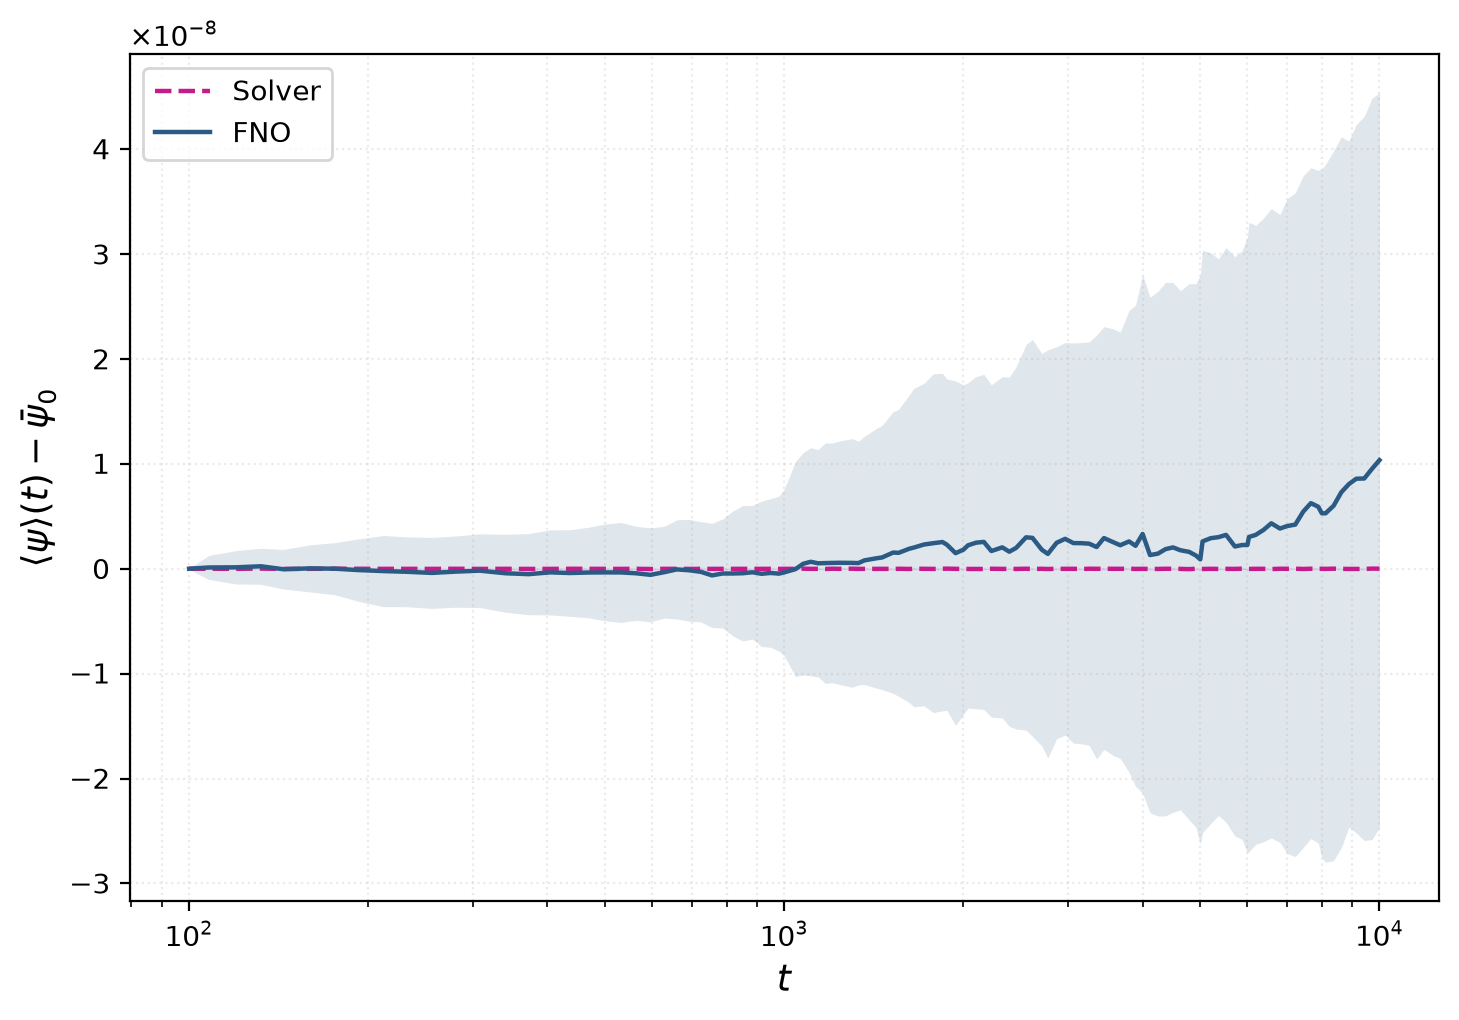 ×10⁻⁸
Solver
FNO
4
3
2
1
0
−1
−2
−3
⟨ψ⟩(t) − ψ̄₀
10² 10³ 10⁴
t